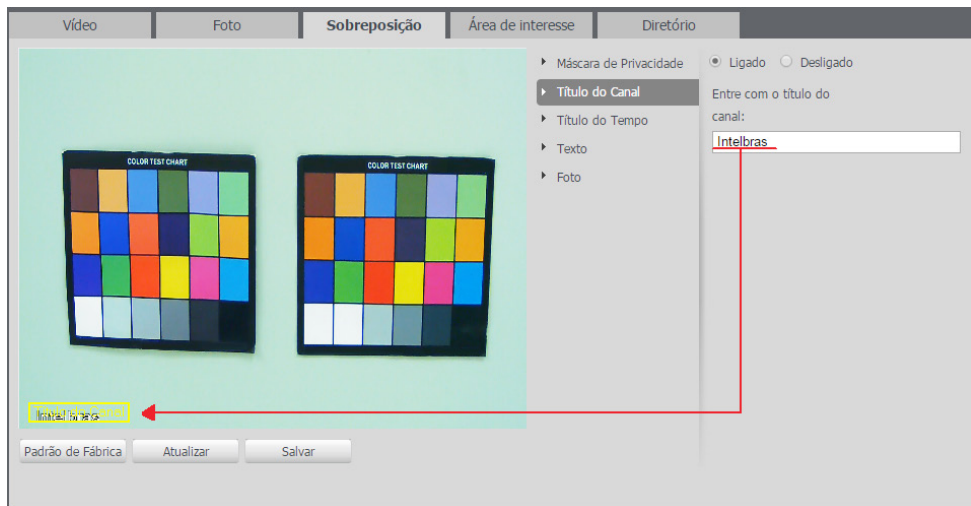 Vídeo
Foto
Sobreposição
Área de interesse
Diretório
Máscara de Privacidade
Título do Canal
Título do Tempo
Texto
Foto
Ligado
Desligado
Entre com o título do
canal:
Intelbras
COLOR TEST CHART
COLOR TEST CHART
Padrão de Fábrica
Atualizar
Salvar